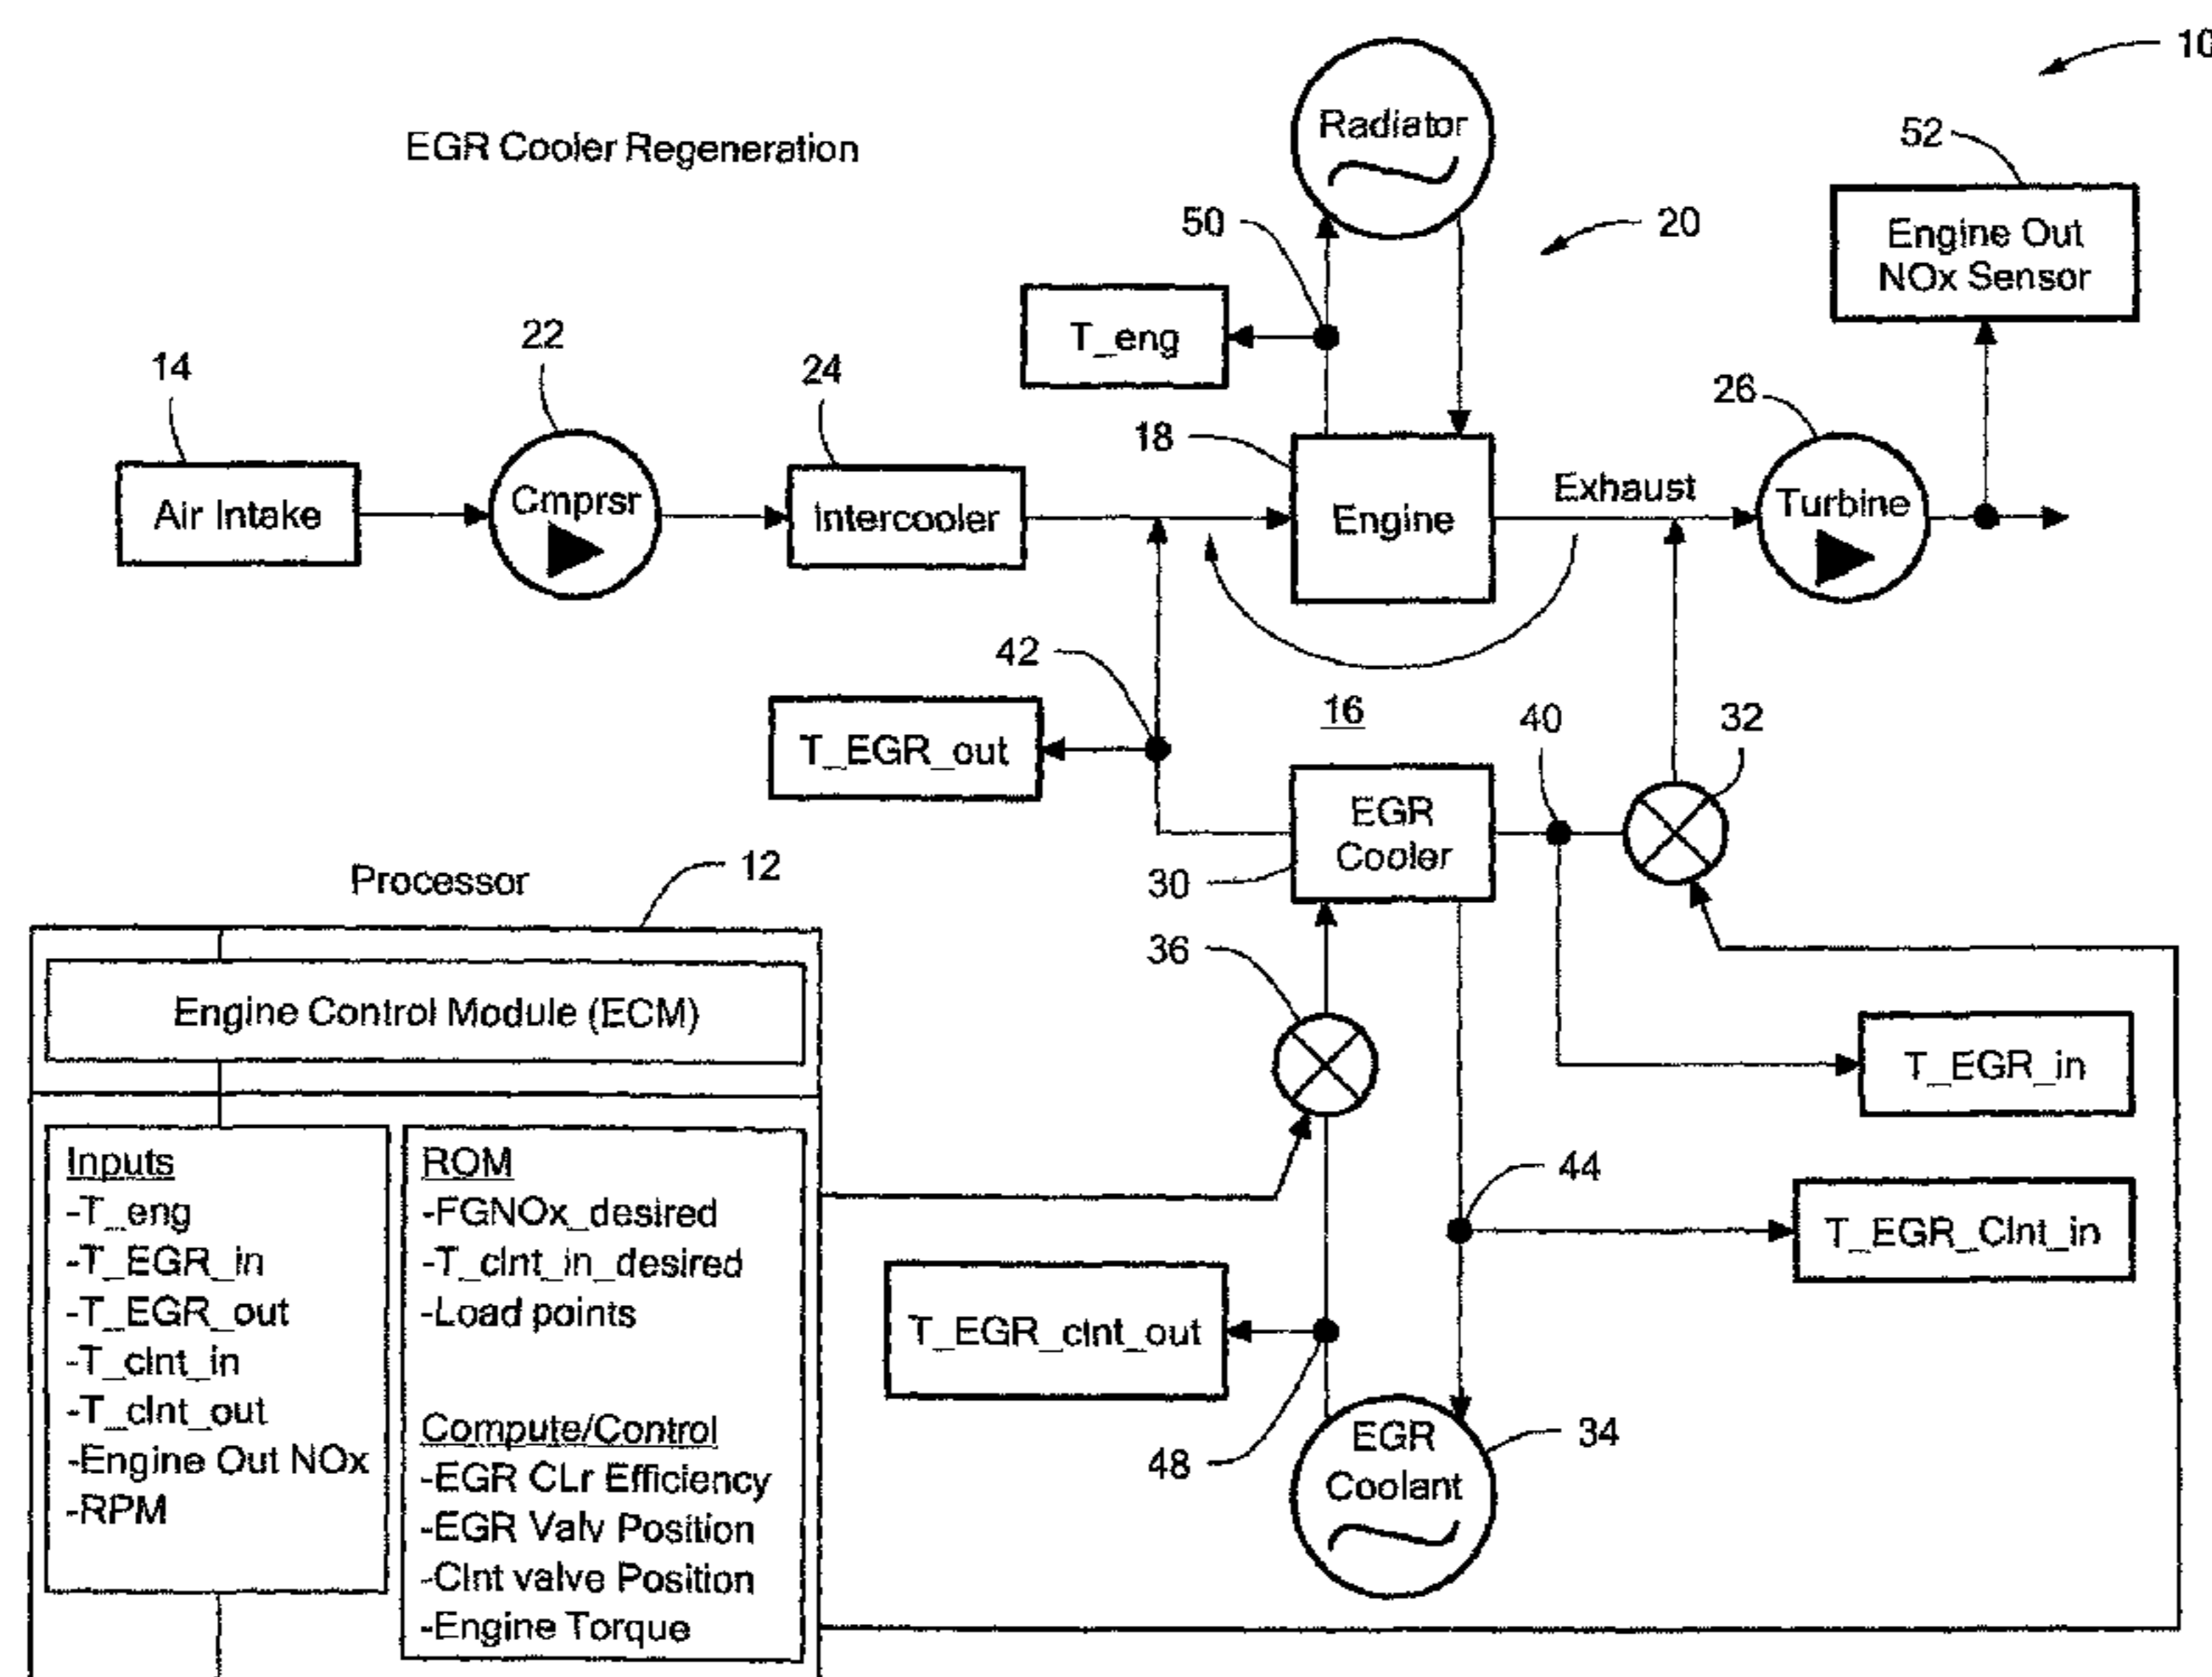 10
Radiator
52
EGR Cooler Regeneration
50
20
Engine Out
NOx Sensor
T_eng
22
14
24
26
18
Air Intake
Cmprsr
Intercooler
Engine
Exhaust
Turbine
42
16
40
32
T_EGR_out
EGR
Cooler
30
Processor
12
36
Engine Control Module (ECM)
T_EGR_in
Inputs
-T_eng
-T_EGR_in
-T_EGR_out
-T_clnt_in
-T_clnt_out
-Engine Out NOx
-RPM
ROM
-FGNOx_desired
-T_clnt_in_desired
-Load points
Compute/Control
-EGR CLr Efficiency
-EGR Valv Position
-Clnt valve Position
-Engine Torque
44
T_EGR_Clnt_in
T_EGR_clnt_out
48
EGR
Coolant
34